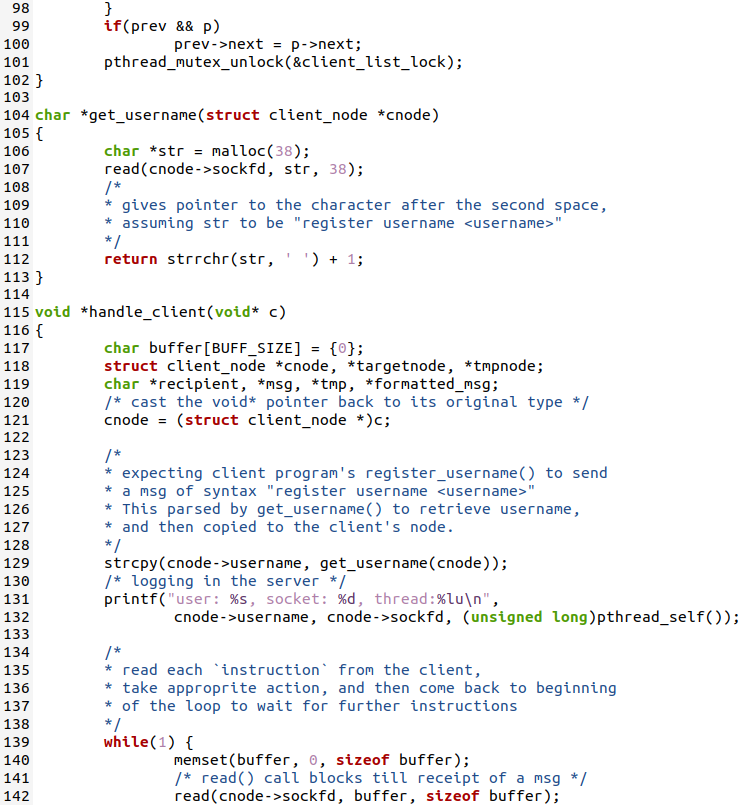 98         }
99         if(prev && p)
100                 prev->next = p->next;
101         pthread_mutex_unlock(&client_list_lock);
102 }
103
104 char *get_username(struct client_node *cnode)
105 {
106         char *str = malloc(38);
107         read(cnode->sockfd, str, 38);
108         /*
109         * gives pointer to the character after the second space,
110         * assuming str to be "register username <username>"
111         */
112         return strrchr(str, ' ') + 1;
113 }
114
115 void *handle_client(void* c)
116 {
117         char buffer[BUFF_SIZE] = {0};
118         struct client_node *cnode, *targetnode, *tmpnode;
119         char *recipient, *msg, *tmp, *formatted_msg;
120         /* cast the void* pointer back to its original type */
121         cnode = (struct client_node *)c;
122
123         /*
124         * expecting client program's register_username() to send
125         * a msg of syntax "register username <username>"
126         * This parsed by get_username() to retrieve username,
127         * and then copied to the client's node.
128         */
129         strcpy(cnode->username, get_username(cnode));
130         /* logging in the server */
131         printf("user: %s, socket: %d, thread:%lu\n",
132                 cnode->username, cnode->sockfd, (unsigned long)pthread_self());
133
134         /*
135         * read each `instruction` from the client,
136         * take approprite action, and then come back to beginning
137         * of the loop to wait for further instructions
138         */
139         while(1) {
140                 memset(buffer, 0, sizeof buffer);
141                 /* read() call blocks till receipt of a msg */
142                 read(cnode->sockfd, buffer, sizeof buffer);